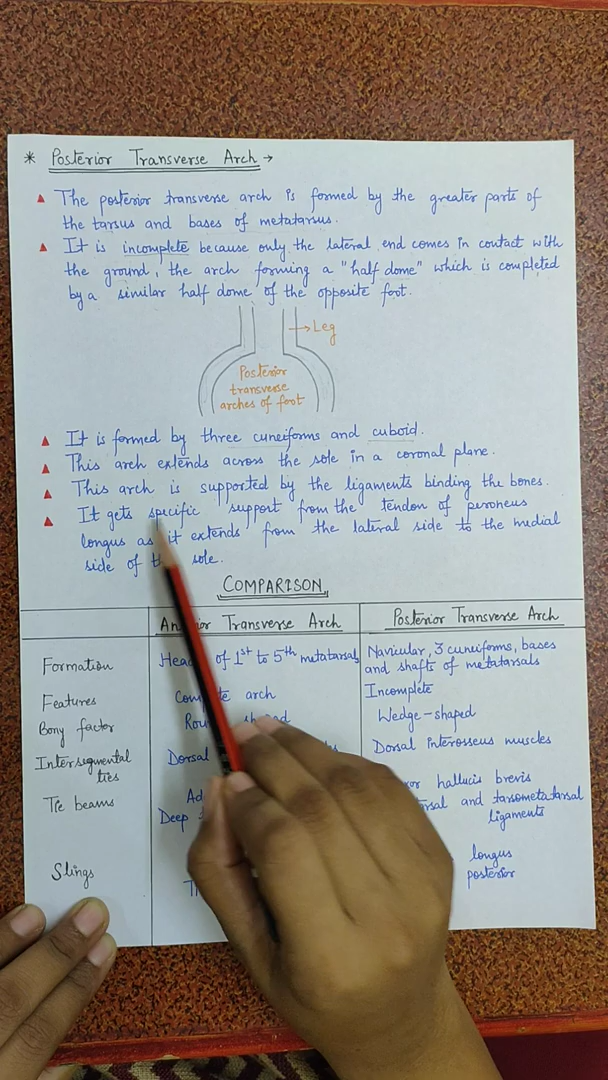 * Posterior Transverse Arch →
▲ The posterior transverse arch is formed by the greater parts of
the tarsus and bases of metatarsus.
▲ It is incomplete because only the lateral end comes in contact with
the ground, the arch forming a "half dome" which is completed
by a similar half dome of the opposite foot.
→ Leg
Posterior
transverse
arches of foot
▲ It is formed by three cuneiforms and cuboid.
▲ This arch extends across the sole in a coronal plane.
▲ This arch is supported by the ligaments binding the bones.
▲ It gets specific support from the tendon of peroneus
longus as it extends from the lateral side to the medial
side of sole.
COMPARISON
Transverse Arch Posterior Transverse Arch
Formation of 1st to 5th metatarsals Navicular, 3 cuneiforms, bases
and shafts of metatarsals
Features arch Incomplete
Bony factor Wedge-shaped
Intersegmental Dorsal Dorsal interosseus muscles
ties
Tie beams hallucis brevis
Deep and tarsometatarsal
ligaments
Slings longus
posterior